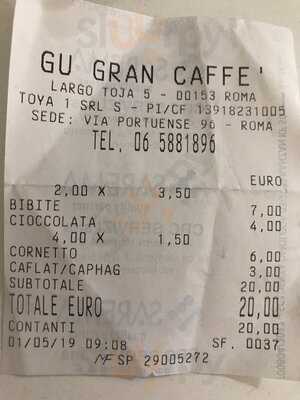 GU GRAN CAFFE'
LARGO TOJA 5 - 00153 ROMA
TOYA 1 SRL S - PI/CF 13918231005
SEDE: VIA PORTUENSE 96 - ROMA
TEL. 06 5881896
EURO
2,00 X 3,50
BIBITE 7,00
CIOCCOLATA 4,00
4,00 X 1,50
CORNETTO 6,00
CAFLAT/CAPHAG 3,00
SUBTOTALE 20,00
TOTALE EURO 20,00
CONTANTI 20,00
01/05/19 09:08 SF. 0037
MF SP 29005272